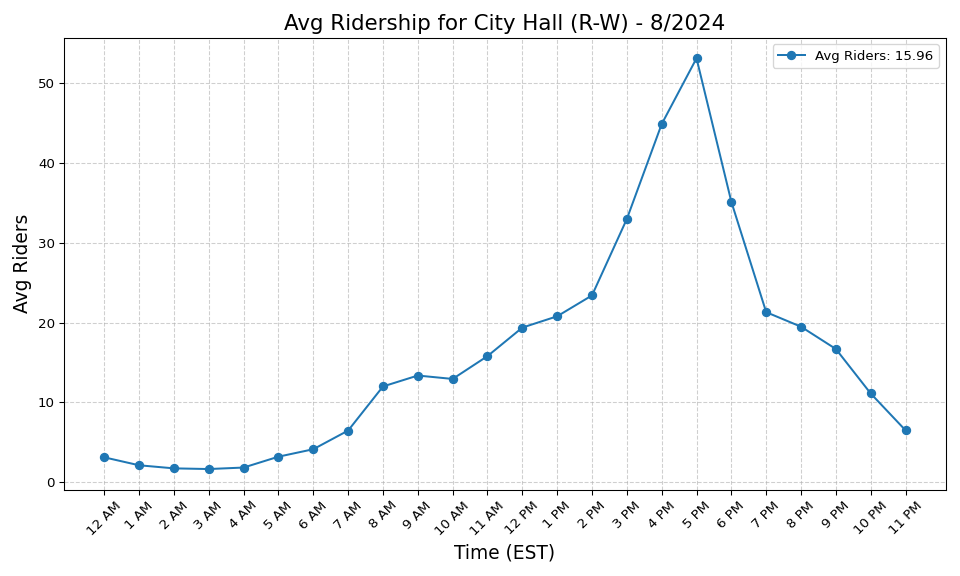 Avg Ridership for City Hall (R-W) - 8/2024
Avg Riders: 15.96
Avg Riders
50
40
30
20
10
0
12 AM 1 AM 2 AM 3 AM 4 AM 5 AM 6 AM 7 AM 8 AM 9 AM 10 AM 11 AM 12 PM 1 PM 2 PM 3 PM 4 PM 5 PM 6 PM 7 PM 8 PM 9 PM 10 PM 11 PM
Time (EST)